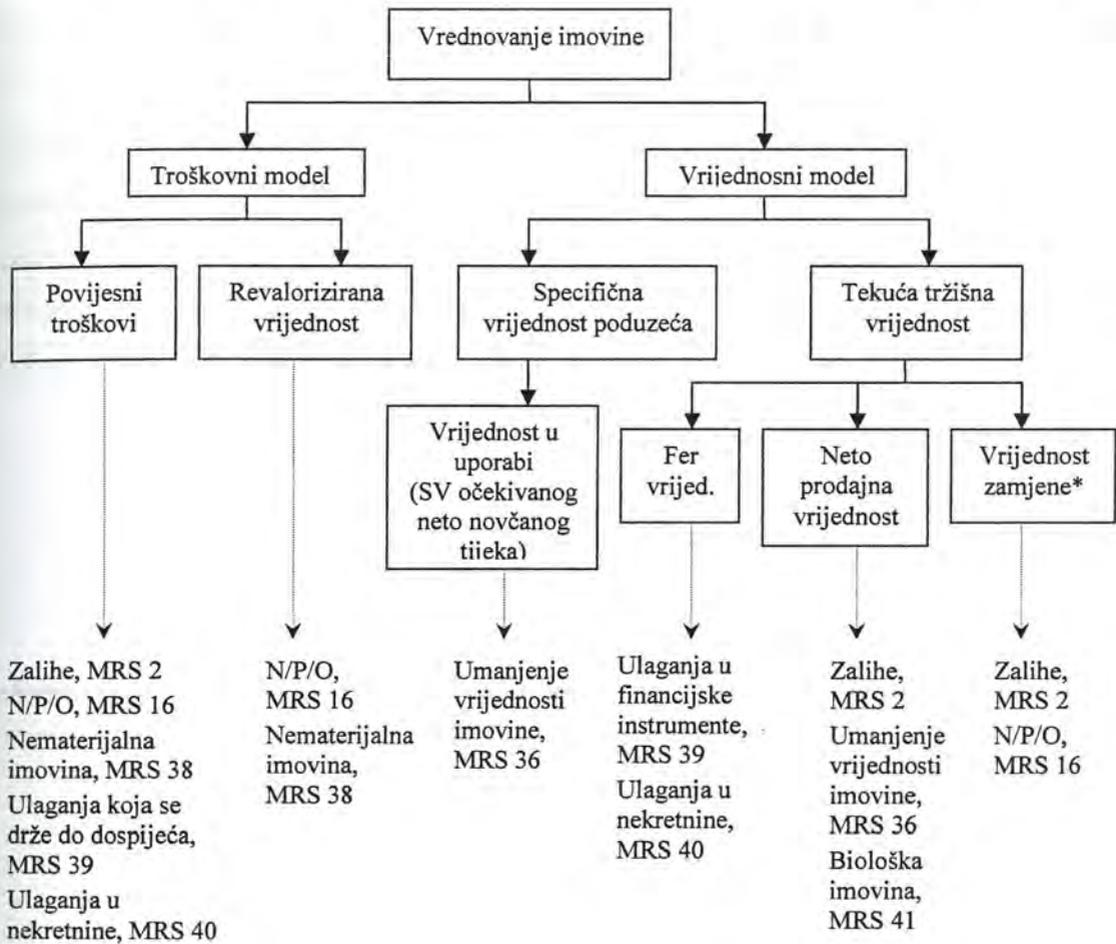 Vrednovanje imovine
Troškovni model
Vrijednosni model
Povijesni
troškovi
Revalorizirana
vrijednost
Specifična
vrijednost poduzeća
Tekuća tržišna
vrijednost
Vrijednost u
uporabi
(SV očekivanog
neto novčanog
tijeka)
Fer
vrijed.
Neto
prodajna
vrijednost
Vrijednost
zamjene*
Zalihe, MRS 2
N/P/O, MRS 16
Nematerijalna
imovina, MRS 38
Ulaganja koja se
drže do dospijeća,
MRS 39
Ulaganja u
nekretnine, MRS 40
N/P/O,
MRS 16
Nematerijalna
imovina,
MRS 38
Umanjenje
vrijednosti
imovine,
MRS 36
Ulaganja u
financijske
instrumente,
MRS 39
Ulaganja u
nekretnine,
MRS 40
Zalihe,
MRS 2
Umanjenje
vrijednosti
imovine,
MRS 36
Biološka
imovina,
MRS 41
Zalihe,
MRS 2
N/P/O,
MRS 16